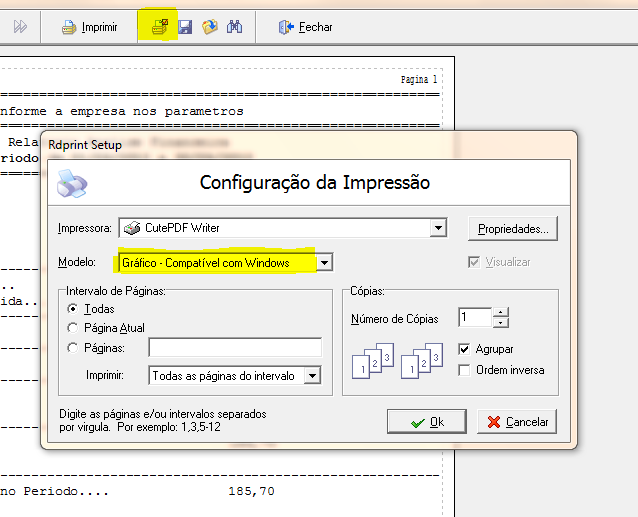 Imprimir
Fechar
Pagina 1
nforme a empresa nos parametros
Rdprint Setup
Configuração da Impressão
Impressora: CutePDF Writer Propriedades...
Modelo: Gráfico - Compatível com Windows Visualizar
Intervalo de Páginas: Cópias:
Todas
Número de Cópias 1
Página Atual
Páginas:
1 2 3 1 2 3
Agrupar
Imprimir: Todas as páginas do intervalo
Ordem inversa
ida..
Digite as páginas e/ou intervalos separados
por virgula. Por exemplo: 1,3,5-12
Ok Cancelar
no Periodo.... 185,70